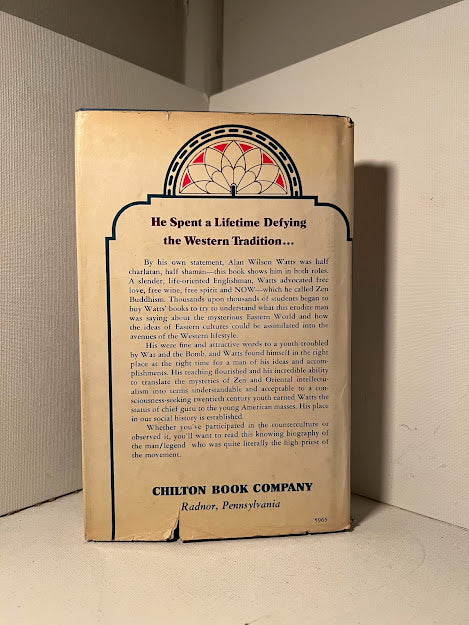 He Spent a Lifetime Defying
the Western Tradition...
By his own statement, Alan Wilson Watts was half
charlatan, half shaman—this book shows him in both roles.
A slender, life-oriented Englishman, Watts advocated free
love, free wine, free spirit and NOW—which he called Zen
Buddhism. Thousands upon thousands of students began to
buy Watts' books to try to understand what this erudite man
was saying about the mysterious Eastern World and how
the ideas of Eastern cultures could be assimilated into the
avenues of the Western lifestyle.
His were fine and attractive words to a youth troubled
by War and the Bomb, and Watts found himself in the right
place at the right time for a man of his ideas and accom-
plishments. His teaching flourished and his incredible ability
to translate the mysteries of Zen and Oriental intellectu-
alism into terms understandable and acceptable to a con-
sciousness-seeking twentieth century youth earned Watts the
status of chief guru to the young American masses. His place
in our social history is established.
Whether you've participated in the counterculture or
observed it, you'll want to read this knowing biography of
the man/legend who was quite literally the high priest of
the movement.
CHILTON BOOK COMPANY
Radnor, Pennsylvania
5965